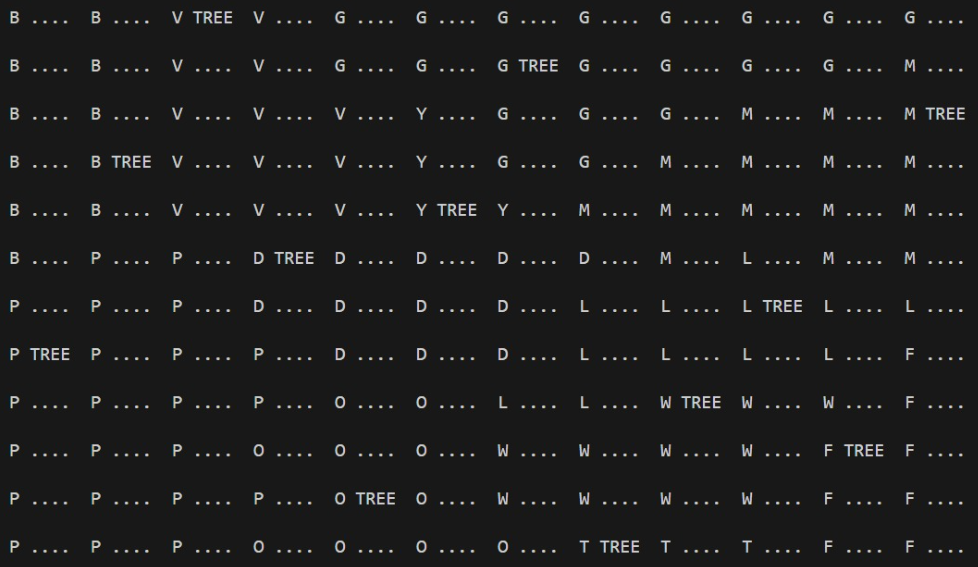 B .... B .... V TREE V .... G .... G .... G .... G .... G .... G .... G .... G ....
B .... B .... V .... V .... G .... G .... G TREE G .... G .... G .... G .... M ....
B .... B .... V .... V .... V .... Y .... G .... G .... G .... M .... M .... M TREE
B .... B TREE V .... V .... V .... Y .... G .... G .... M .... M .... M .... M ....
B .... B .... V .... V .... V .... Y TREE Y .... M .... M .... M .... M .... M ....
B .... P .... P .... D TREE D .... D .... D .... D .... M .... L .... M .... M ....
P .... P .... P .... D .... D .... D .... D .... L .... L .... L TREE L .... L ....
P TREE P .... P .... P .... D .... D .... D .... L .... L .... L .... L .... F ....
P .... P .... P .... P .... O .... O .... L .... L .... W TREE W .... W .... F ....
P .... P .... P .... O .... O .... O .... W .... W .... W .... W .... F TREE F ....
P .... P .... P .... P .... O TREE O .... W .... W .... W .... W .... F .... F ....
P .... P .... P .... O .... O .... O .... O .... T TREE T .... T .... F .... F ....